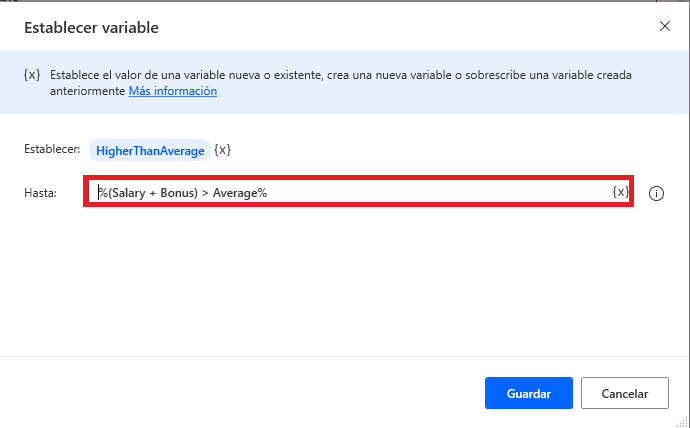 Establecer variable
{x} Establece el valor de una variable nueva o existente, crea una nueva variable o sobrescribe una variable creada
anteriormente Más información
Establecer: HigherThanAverage {x}
Hasta: %(Salary + Bonus) > Average% {x}
Guardar Cancelar